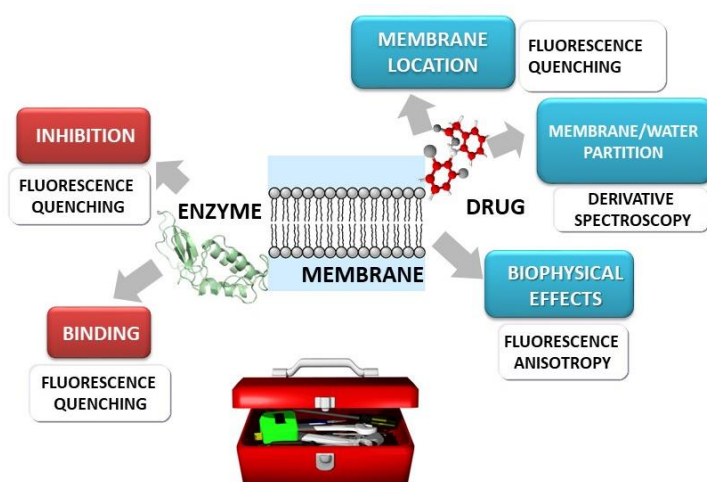 MEMBRANE
LOCATION
FLUORESCENCE
QUENCHING
INHIBITION
FLUORESCENCE
QUENCHING
MEMBRANE/WATER
PARTITION
DERIVATIVE
SPECTROSCOPY
ENZYME
DRUG
MEMBRANE
BIOPHYSICAL
EFFECTS
FLUORESCENCE
ANISOTROPY
BINDING
FLUORESCENCE
QUENCHING